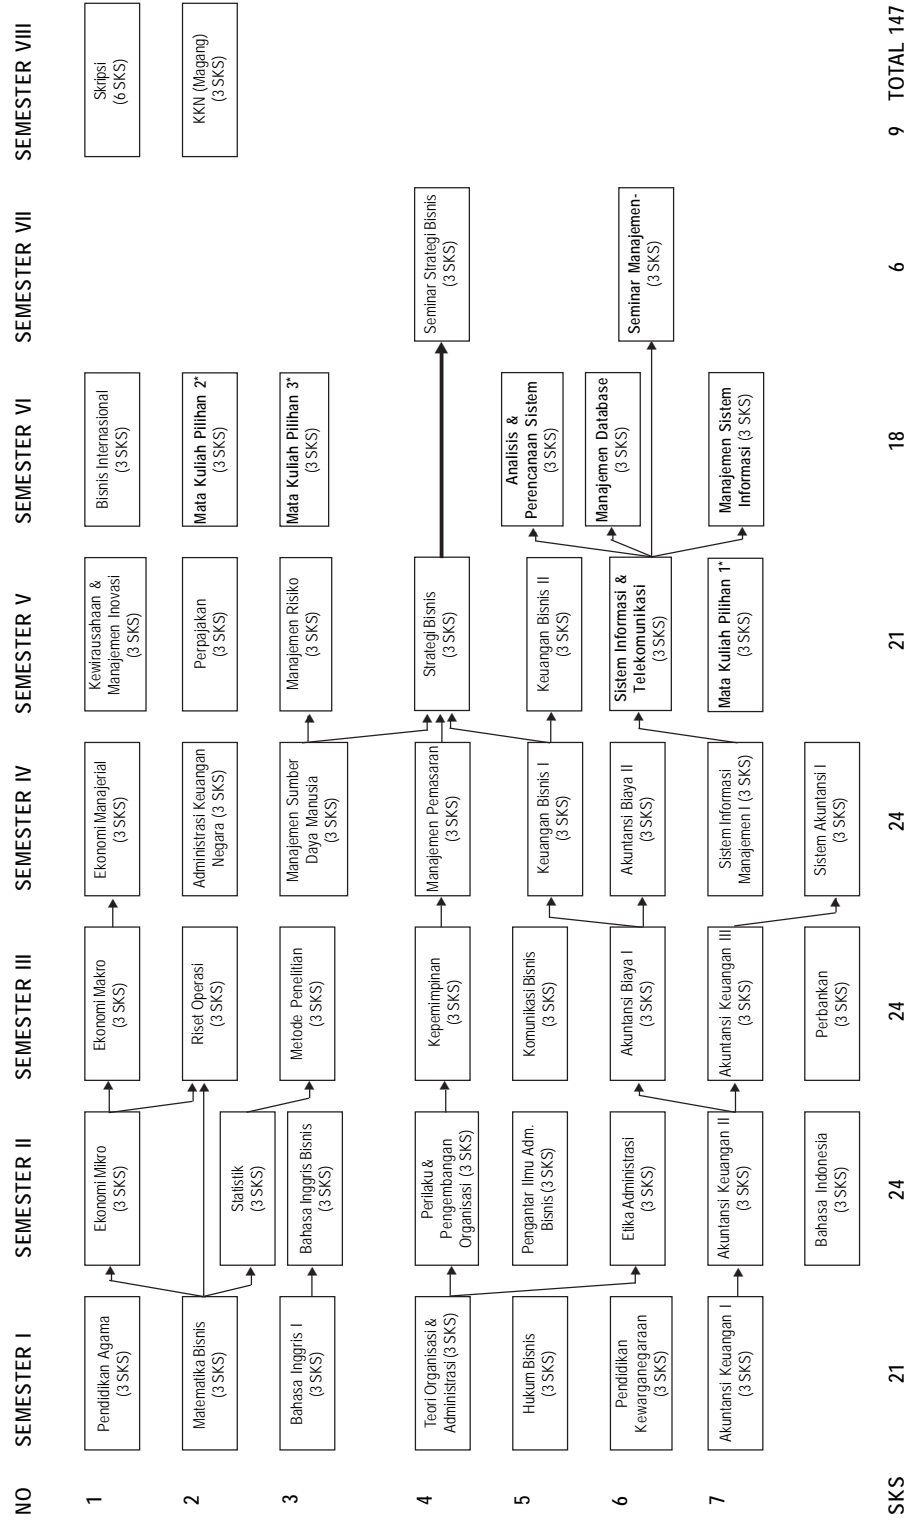 NO
SEMESTER I
SEMESTER II
SEMESTER III
SEMESTER IV
SEMESTER V
SEMESTER VI
SEMESTER VII
SEMESTER VIII
1
Pendidikan Agama
(3 SKS)
Ekonomi Mikro
(3 SKS)
Ekonomi Makro
(3 SKS)
Ekonomi Manajerial
(3 SKS)
Kewirausahaan &
Manajemen Inovasi
(3 SKS)
Bisnis Internasional
(3 SKS)
Skripsi
(6 SKS)
2
Matematika Bisnis
(3 SKS)
Statistik
(3 SKS)
Riset Operasi
(3 SKS)
Administrasi Keuangan
Negara (3 SKS)
Perpajakan
(3 SKS)
Mata Kuliah Pilihan 2*
(3 SKS)
KKN (Magang)
(3 SKS)
3
Bahasa Inggris I
(3 SKS)
Bahasa Inggris Bisnis
(3 SKS)
Metode Penelitian
(3 SKS)
Manajemen Sumber
Daya Manusia
(3 SKS)
Manajemen Risiko
(3 SKS)
Mata Kuliah Pilihan 3*
(3 SKS)
4
Teori Organisasi &
Administrasi (3 SKS)
Perilaku &
Pengembangan
Organisasi (3 SKS)
Kepemimpinan
(3 SKS)
Manajemen Pemasaran
(3 SKS)
Strategi Bisnis
(3 SKS)
Seminar Strategi Bisnis
(3 SKS)
5
Hukum Bisnis
(3 SKS)
Pengantar Ilmu Adm.
Bisnis (3 SKS)
Komunikasi Bisnis
(3 SKS)
Keuangan Bisnis I
(3 SKS)
Keuangan Bisnis II
(3 SKS)
Analisis &
Perencanaan Sistem
(3 SKS)
6
Pendidikan
Kewarganegaraan
(3 SKS)
Etika Administrasi
(3 SKS)
Akuntansi Biaya I
(3 SKS)
Akuntansi Biaya II
(3 SKS)
Sistem Informasi &
Telekomunikasi
(3 SKS)
Manajemen Database
(3 SKS)
Seminar Manajemen-
(3 SKS)
7
Akuntansi Keuangan I
(3 SKS)
Akuntansi Keuangan II
(3 SKS)
Akuntansi Keuangan III
(3 SKS)
Sistem Informasi
Manajemen I (3 SKS)
Mata Kuliah Pilihan 1*
(3 SKS)
Manajemen Sistem
Informasi (3 SKS)
Bahasa Indonesia
(3 SKS)
Perbankan
(3 SKS)
Sistem Akuntansi I
(3 SKS)
SKS
21
24
24
24
21
18
6
9
TOTAL 147